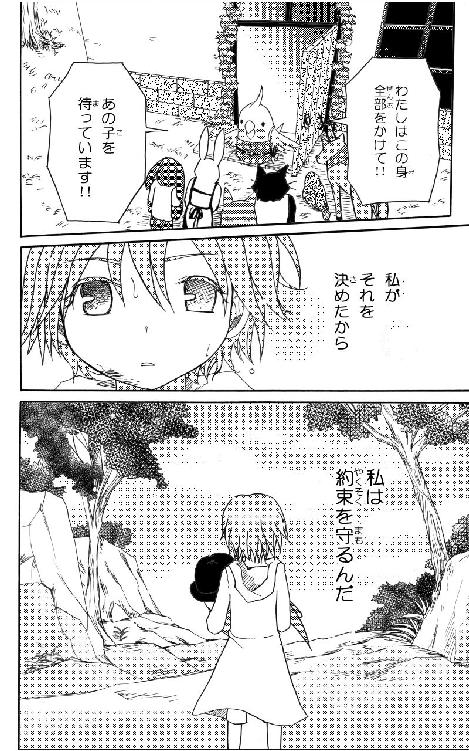 わたしはこの身
全部をかけて!!
あの子を
待っています!!
私が
それを
決めたから
私は
約束を守るんだ